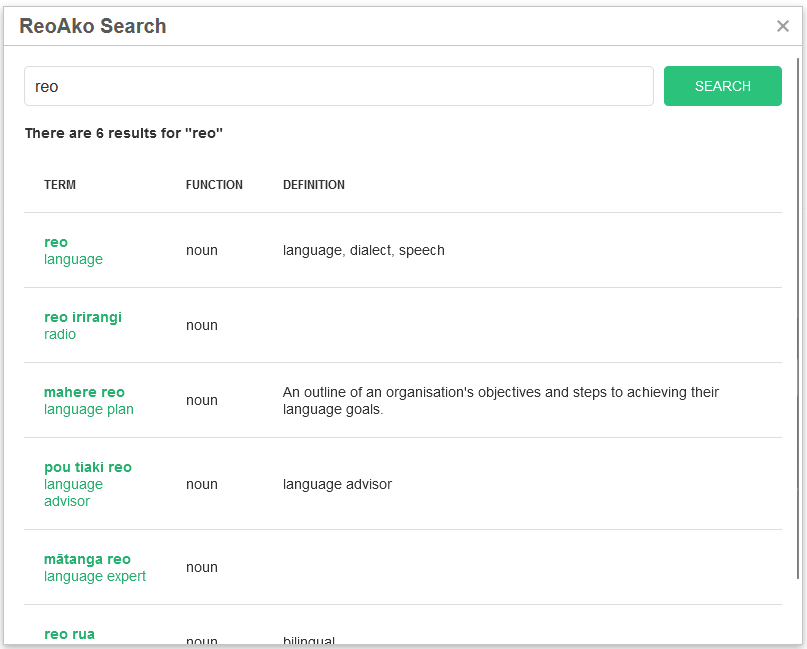 ReoAko Search
reo
SEARCH
There are 6 results for "reo"
TERM FUNCTION DEFINITION
reo
language
noun
language, dialect, speech
reo irirangi
radio
noun
mahere reo
language plan
noun
An outline of an organisation's objectives and steps to achieving their
language goals.
pou tiaki reo
language
advisor
noun
language advisor
mātanga reo
language expert
noun
reo rua
noun
bilingual